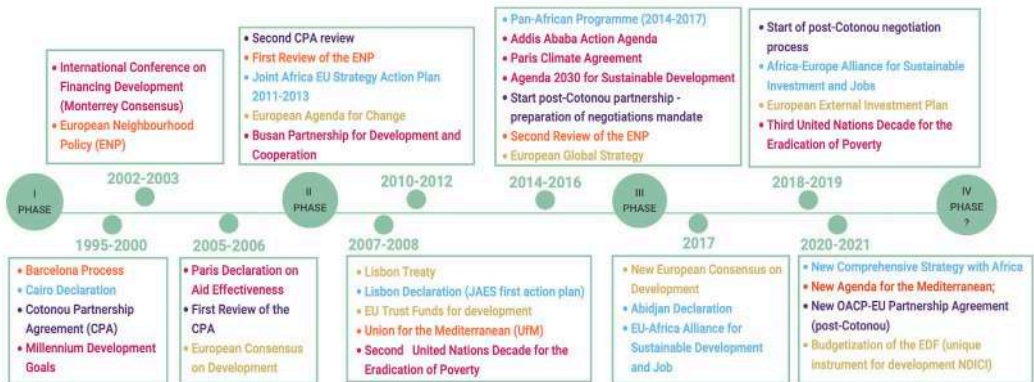 • International Conference on
Financing Development
(Monterrey Consensus)
• European Neighbourhood
Policy (ENP)
• Second CPA review
• First Review of the ENP
• Joint Africa EU Strategy Action Plan
2011-2013
• European Agenda for Change
• Busan Partnership for Development and
Cooperation
• Pan-African Programme (2014-2017)
• Addis Ababa Action Agenda
• Paris Climate Agreement
• Agenda 2030 for Sustainable Development
• Start post-Cotonou partnership -
preparation of negotiations mandate
• Second Review of the ENP
• European Global Strategy
• Start of post-Cotonou negotiation
process
• Africa-Europe Alliance for Sustainable
Investment and Jobs
• European External Investment Plan
• Third United Nations Decade for the
Eradication of Poverty
I
PHASE
2002-2003
II
PHASE
2010-2012
2014-2016
III
PHASE
2018-2019
IV
PHASE
?
1995-2000
2005-2006
2007-2008
2017
2020-2021
• Barcelona Process
• Cairo Declaration
• Cotonou Partnership
Agreement (CPA)
• Millennium Development
Goals
• Paris Declaration on
Aid Effectiveness
• First Review of the
CPA
• European Consensus
on Development
• Lisbon Treaty
• Lisbon Declaration (JAES first action plan)
• EU Trust Funds for development
• Union for the Mediterranean (UfM)
• Second United Nations Decade for the
Eradication of Poverty
• New European Consensus on
Development
• Abidjan Declaration
• EU-Africa Alliance for
Sustainable Development
and Job
• New Comprehensive Strategy with Africa
• New Agenda for the Mediterranean;
• New OACP-EU Partnership Agreement
(post-Cotonou)
• Budgetization of the EDF (unique
instrument for development NDICI)